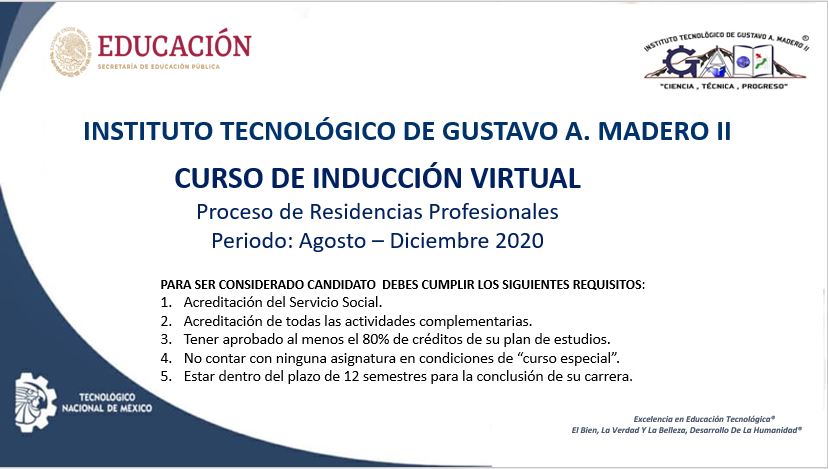 EDUCACIÓN
SECRETARÍA DE EDUCACIÓN PÚBLICA
INSTITUTO TECNOLÓGICO DE GUSTAVO A. MADERO II
"CIENCIA , TÉCNICA , PROGRESO"
INSTITUTO TECNOLÓGICO DE GUSTAVO A. MADERO II
CURSO DE INDUCCIÓN VIRTUAL
Proceso de Residencias Profesionales
Periodo: Agosto – Diciembre 2020
PARA SER CONSIDERADO CANDIDATO DEBES CUMPLIR LOS SIGUIENTES REQUISITOS:
1. Acreditación del Servicio Social.
2. Acreditación de todas las actividades complementarias.
3. Tener aprobado al menos el 80% de créditos de su plan de estudios.
4. No contar con ninguna asignatura en condiciones de “curso especial”.
5. Estar dentro del plazo de 12 semestres para la conclusión de su carrera.
TECNOLÓGICO
NACIONAL DE MÉXICO
Excelencia en Educación Tecnológica®
El Bien, La Verdad Y La Belleza, Desarrollo De La Humanidad®